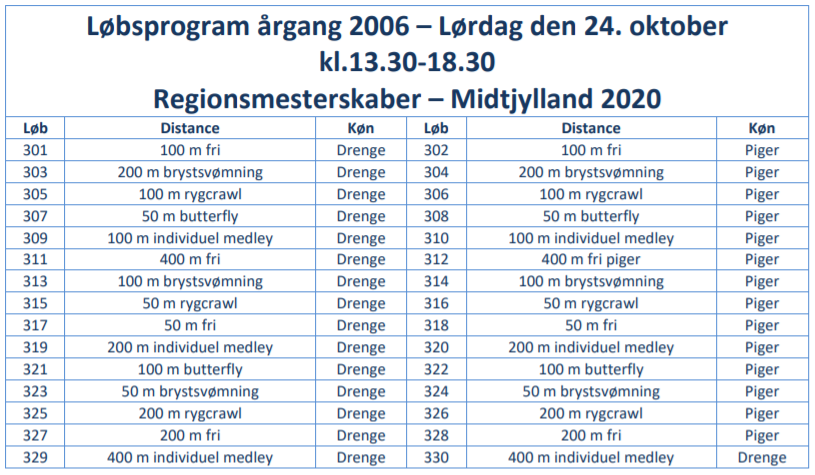 Løbsprogram årgang 2006 – Lørdag den 24. oktober
kl.13.30-18.30
Regionsmesterskaber – Midtjylland 2020
Løb Distance Køn Løb Distance Køn
301 100 m fri Drenge 302 100 m fri Piger
303 200 m brystsvømning Drenge 304 200 m brystsvømning Piger
305 100 m rygcrawl Drenge 306 100 m rygcrawl Piger
307 50 m butterfly Drenge 308 50 m butterfly Piger
309 100 m individuel medley Drenge 310 100 m individuel medley Piger
311 400 m fri Drenge 312 400 m fri piger Piger
313 100 m brystsvømning Drenge 314 100 m brystsvømning Piger
315 50 m rygcrawl Drenge 316 50 m rygcrawl Piger
317 50 m fri Drenge 318 50 m fri Piger
319 200 m individuel medley Drenge 320 200 m individuel medley Piger
321 100 m butterfly Drenge 322 100 m butterfly Piger
323 50 m brystsvømning Drenge 324 50 m brystsvømning Piger
325 200 m rygcrawl Drenge 326 200 m rygcrawl Piger
327 200 m fri Drenge 328 200 m fri Piger
329 400 m individuel medley Drenge 330 400 m individuel medley Drenge